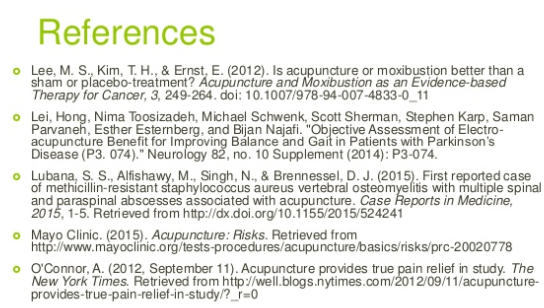 References
Lee, M. S., Kim, T. H., & Ernst, E. (2012). Is acupuncture or moxibustion better than a
sham or placebo-treatment? Acupuncture and Moxibustion as an Evidence-based
Therapy for Cancer, 3, 249-264. doi: 10.1007/978-94-007-4833-0_11
Lei, Hong, Nima Toosizadeh, Michael Schwenk, Scott Sherman, Stephen Karp, Saman
Parvaneh, Esther Esternberg, and Bijan Najafi. "Objective Assessment of Electro-
acupuncture Benefit for Improving Balance and Gait in Patients with Parkinson's
Disease (P3. 074)." Neurology 82, no. 10 Supplement (2014): P3-074.
Lubana, S. S., Alfishawy, M., Singh, N., & Brennessel, D. J. (2015). First reported case
of methicillin-resistant staphylococcus aureus vertebral osteomyelitis with multiple spinal
and paraspinal abscesses associated with acupuncture. Case Reports in Medicine,
2015, 1-5. Retrieved from http://dx.doi.org/10.1155/2015/524241
Mayo Clinic. (2015). Acupuncture: Risks. Retrieved from
http://www.mayoclinic.org/tests-procedures/acupuncture/basics/risks/prc-20020778
O'Connor, A. (2012, September 11). Acupuncture provides true pain relief in study. The
New York Times. Retrieved from http://well.blogs.nytimes.com/2012/09/11/acupuncture-
provides-true-pain-relief-in-study/?_r=0